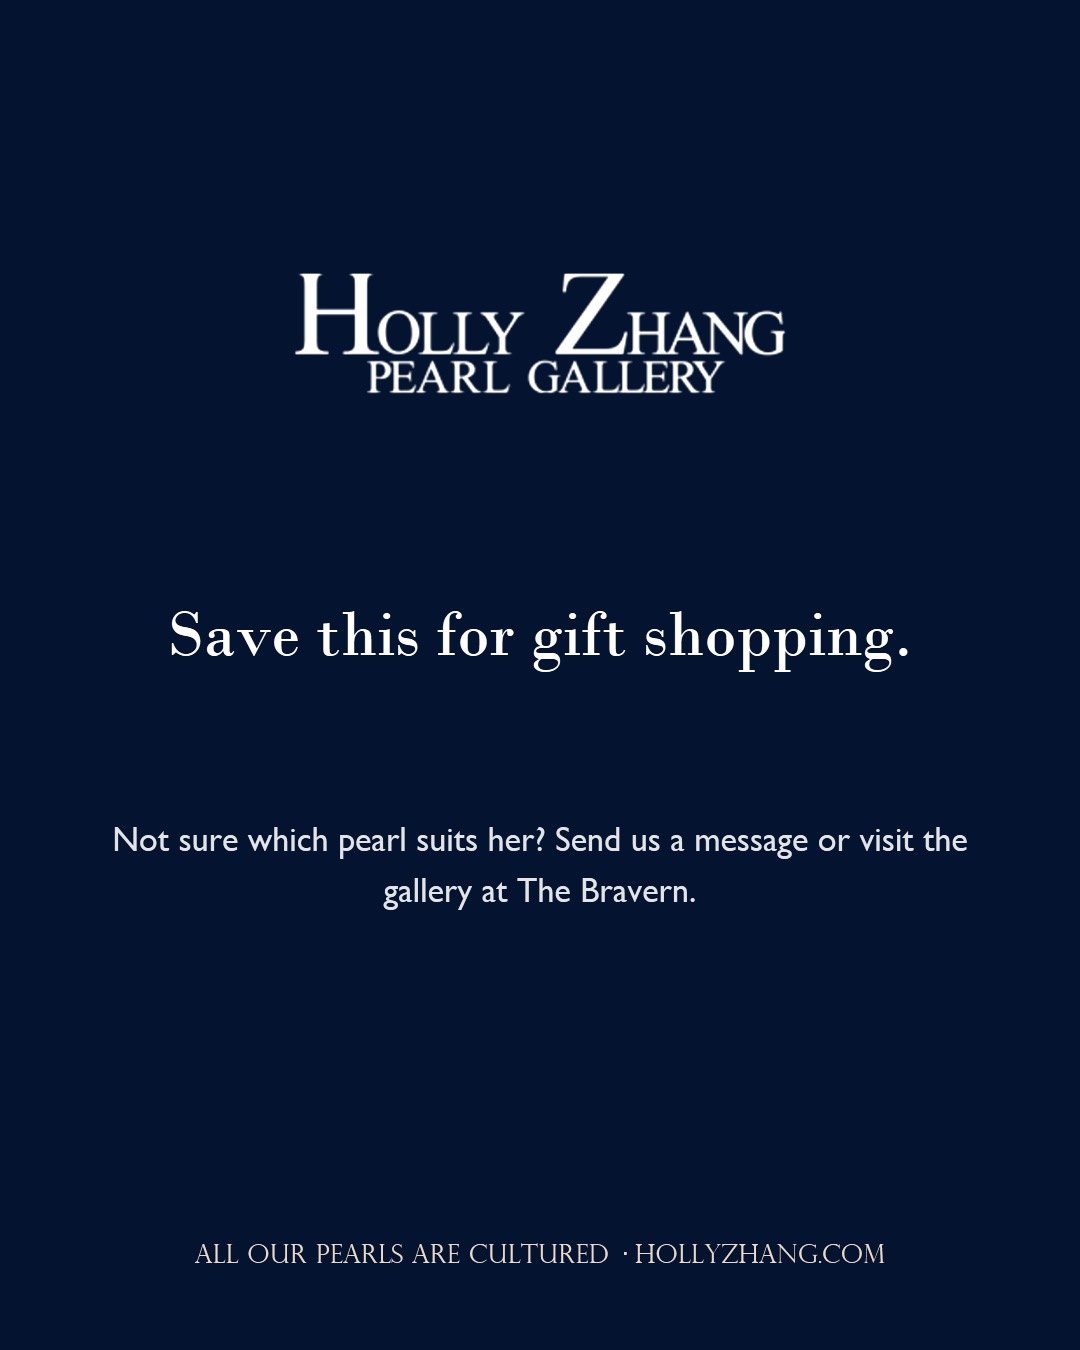 HOLLY ZHANG
PEARL GALLERY
Save this for gift shopping.
Not sure which pearl suits her? Send us a message or visit the
gallery at The Bravern.
ALL OUR PEARLS ARE CULTURED · HOLLYZHANG.COM